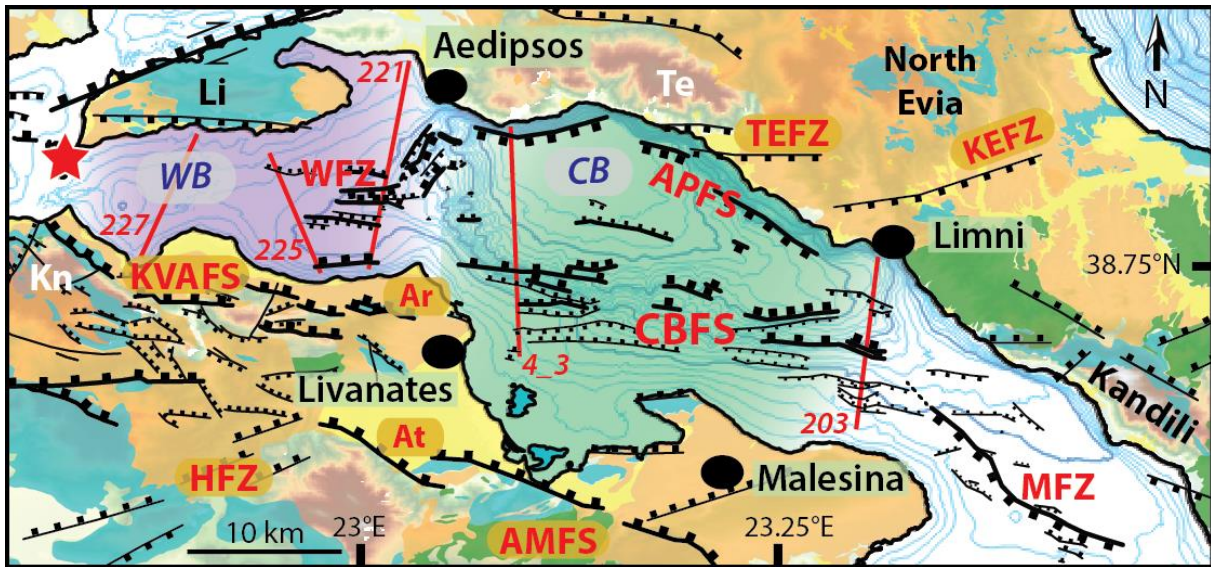 Aedipsos
221
Li
Te
North
Evia
N
TEFZ
KEFZ
WB
WFZ
CB
APFS
227
225
Limni
38.75°N
Kn
KVAFS
Ar
CBFS
Livanates
4_3
Kandili
203
At
HFZ
Malesina
MFZ
10 km
23°E
23.25°E
AMFS